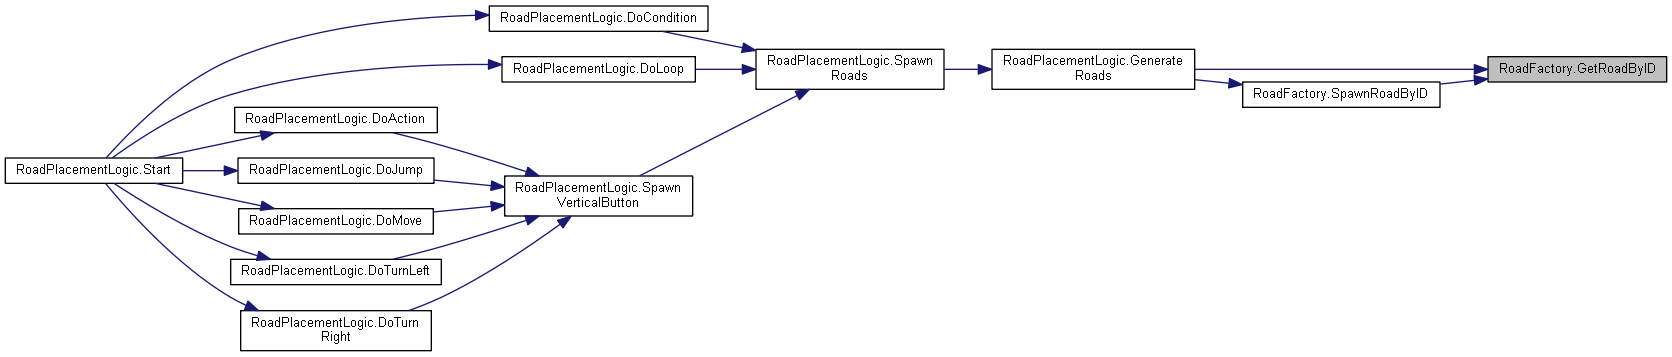 RoadPlacementLogic.DoCondition
RoadPlacementLogic.DoLoop
RoadPlacementLogic.Spawn
Roads
RoadPlacementLogic.Generate
Roads
RoadFactory.GetRoadByID
RoadFactory.SpawnRoadByID
RoadPlacementLogic.DoAction
RoadPlacementLogic.Start
RoadPlacementLogic.DoJump
RoadPlacementLogic.Spawn
VerticalButton
RoadPlacementLogic.DoMove
RoadPlacementLogic.DoTurnLeft
RoadPlacementLogic.DoTurn
Right